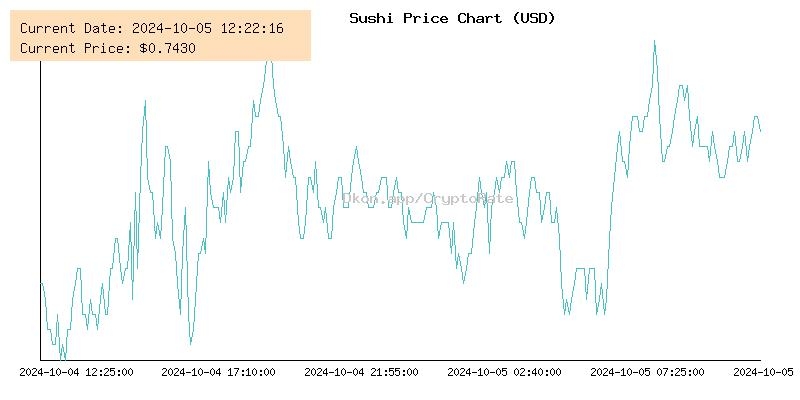 Sushi Price Chart (USD)
Current Date: 2024-10-05 12:22:16
Current Price: $0.7430
Ukon.app/CryptoRate
2024-10-04 12:25:00 2024-10-04 17:10:00 2024-10-04 21:55:00 2024-10-05 02:40:00 2024-10-05 07:25:00 2024-10-05